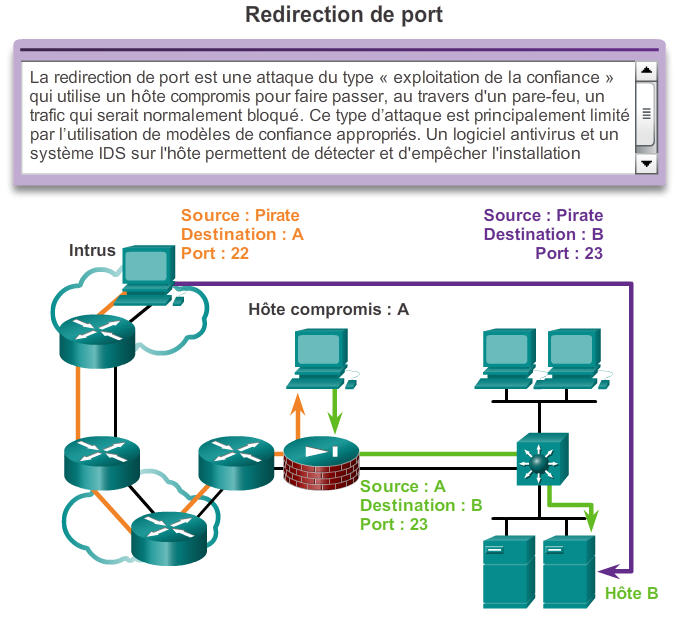 Redirection de port
La redirection de port est une attaque du type « exploitation de la confiance »
qui utilise un hôte compromis pour faire passer, au travers d'un pare-feu, un
trafic qui serait normalement bloqué. Ce type d’attaque est principalement limité
par l’utilisation de modèles de confiance appropriés. Un logiciel antivirus et un
système IDS sur l'hôte permettent de détecter et d'empêcher l'installation
Source : Pirate
Destination : A
Port : 22
Source : Pirate
Destination : B
Port : 23
Intrus
Hôte compromis : A
Source : A
Destination : B
Port : 23
Hôte B